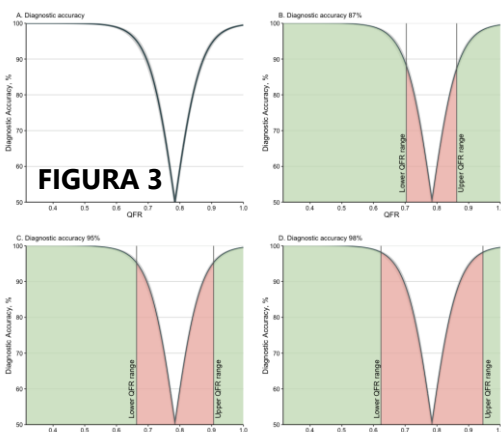 A. Diagnostic accuracy
100
90
80
70
60
50
Diagnostic Accuracy, %
FIGURA 3
0.4 0.5 0.6 0.7 0.8 0.9 1.0
QFR
B. Diagnostic accuracy 87%
100
90
80
70
60
50
Diagnostic Accuracy, %
Lower QFR range
Upper QFR range
0.4 0.5 0.6 0.7 0.8 0.9 1.
QFR
C. Diagnostic accuracy 95%
100
90
80
70
60
50
Diagnostic Accuracy, %
Lower QFR range
Upper QFR range
0.4 0.5 0.6 0.7 0.8 0.9 1.0
D. Diagnostic accuracy 98%
100
90
80
70
60
50
Diagnostic Accuracy, %
Lower QFR range
Upper QFR range
0.4 0.5 0.6 0.7 0.8 0.9 1.